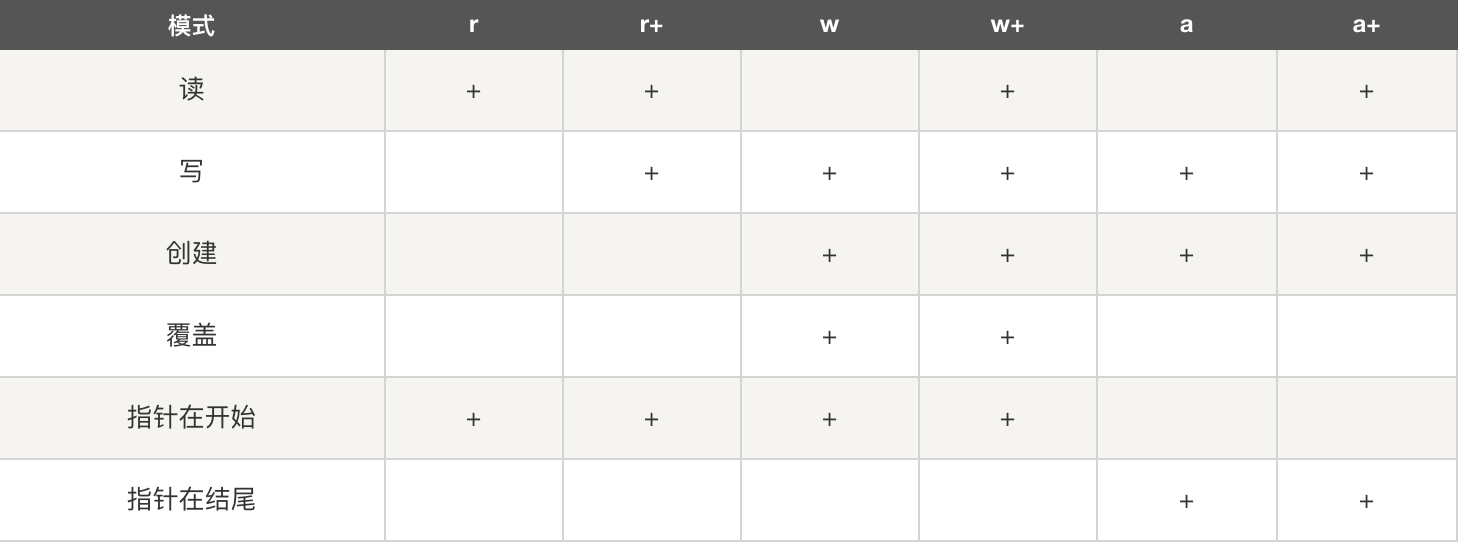 模式 r r+ w w+ a a+
读 + + + +
写 + + + + +
创建 + + + +
覆盖 + +
指针在开始 + + + +
指针在结尾 + +